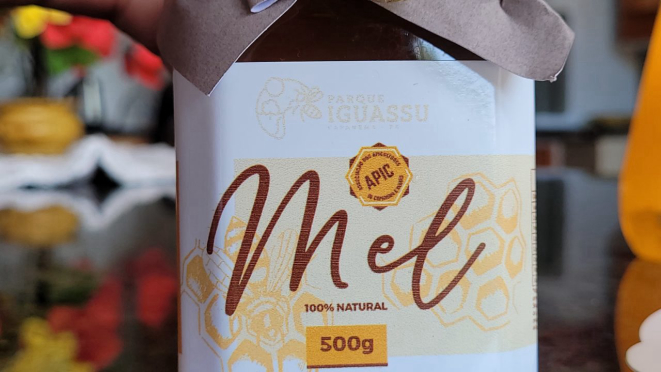 PARQUE
IGUASSU
APIC
Mel
100% NATURAL
500g